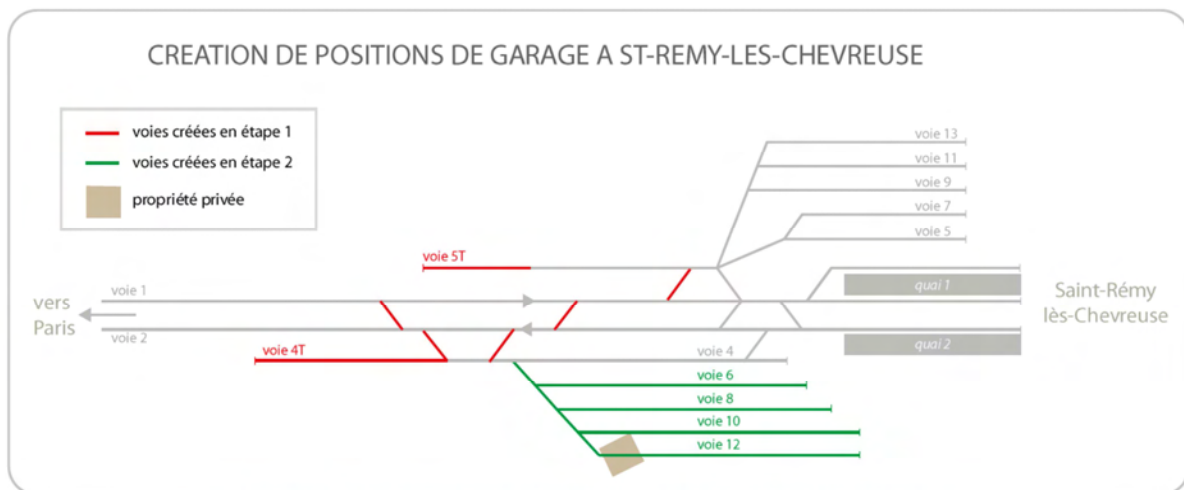 CREATION DE POSITIONS DE GARAGE A ST-REMY-LES-CHEVREUSE
voies créées en étape 1
voies créées en étape 2
propriété privée
voie 13
voie 11
voie 9
voie 7
voie 5
voie 5T
quai 1
voie 1
vers
Paris
Saint-Rémy
lès-Chevreuse
voie 2
quai 2
voie 4T
voie 4
voie 6
voie 8
voie 10
voie 12